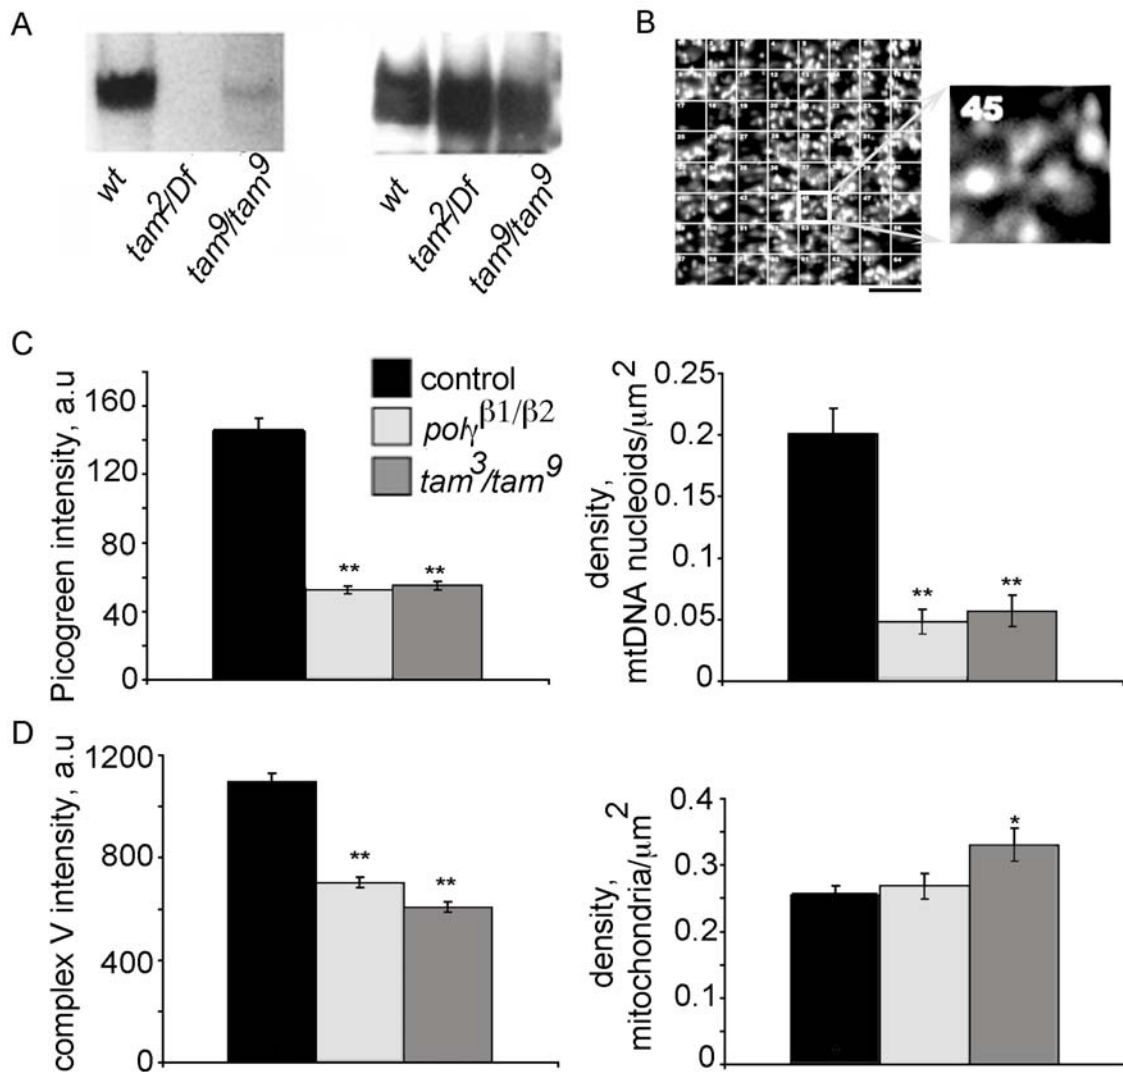 A
wt
tam²/Df
tam⁹/tam⁹
wt
tam²/Df
tam⁹/tam⁹
B
45
C
Picogreen intensity, a.u
160
120
80
40
0
control
polγ^β1/β2
tam³/tam⁹
**
**
density,
mtDNA nucleoids/μm²
0.25
0.2
0.15
0.1
0.05
0
**
**
D
complex V intensity, a.u
1200
800
400
0
**
**
density,
mitochondria/μm²
0.4
0.3
0.2
0.1
0
*